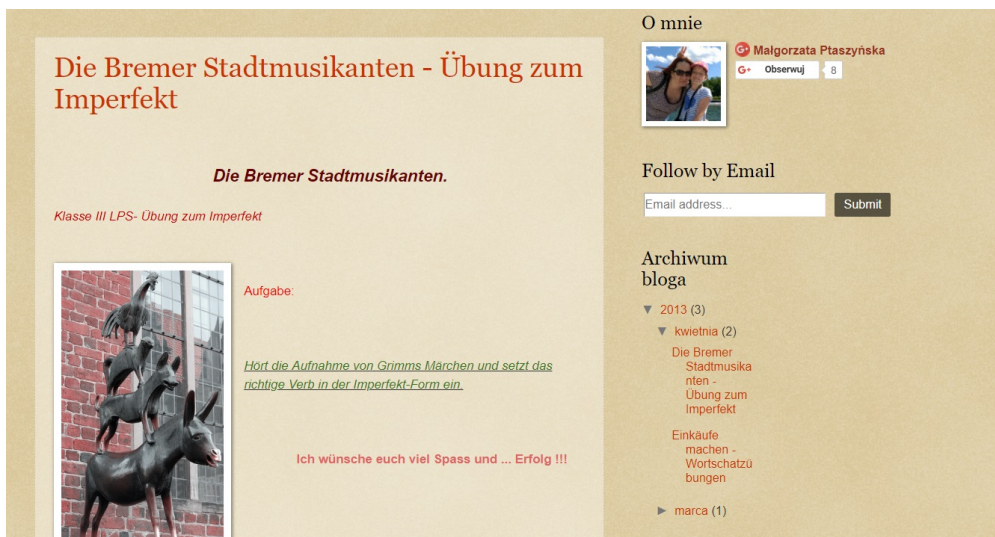 Die Bremer Stadtmusikanten - Übung zum
Imperfekt
Die Bremer Stadtmusikanten.
Klasse III LPS- Übung zum Imperfekt
Aufgabe:
Hört die Aufnahme von Grimms Märchen und setzt das
richtige Verb in der Imperfekt-Form ein.
Ich wünsche euch viel Spass und ... Erfolg !!!
O mnie
G+ Małgorzata Ptaszyńska
G+ Obserwuj 8
Follow by Email
Email address... Submit
Archiwum
bloga
▼ 2013 (3)
▼ kwietnia (2)
Die Bremer
Stadtmusika
nten -
Übung zum
Imperfekt
Einkäufe
machen -
Wortschatzü
bungen
► marca (1)